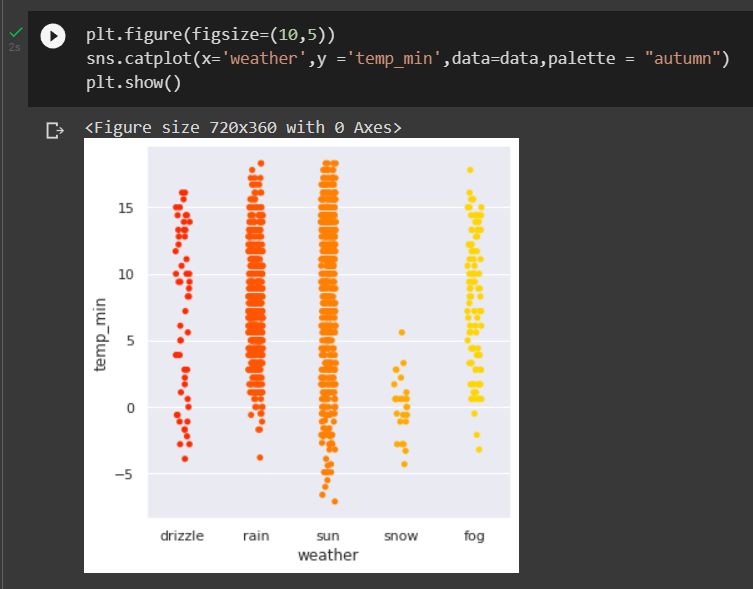 2s
plt.figure(figsize=(10,5))
sns.catplot(x='weather',y ='temp_min',data=data,palette = "autumn")
plt.show()
<Figure size 720x360 with 0 Axes>
15
10
5
0
−5
temp_min
drizzle rain sun snow fog
weather